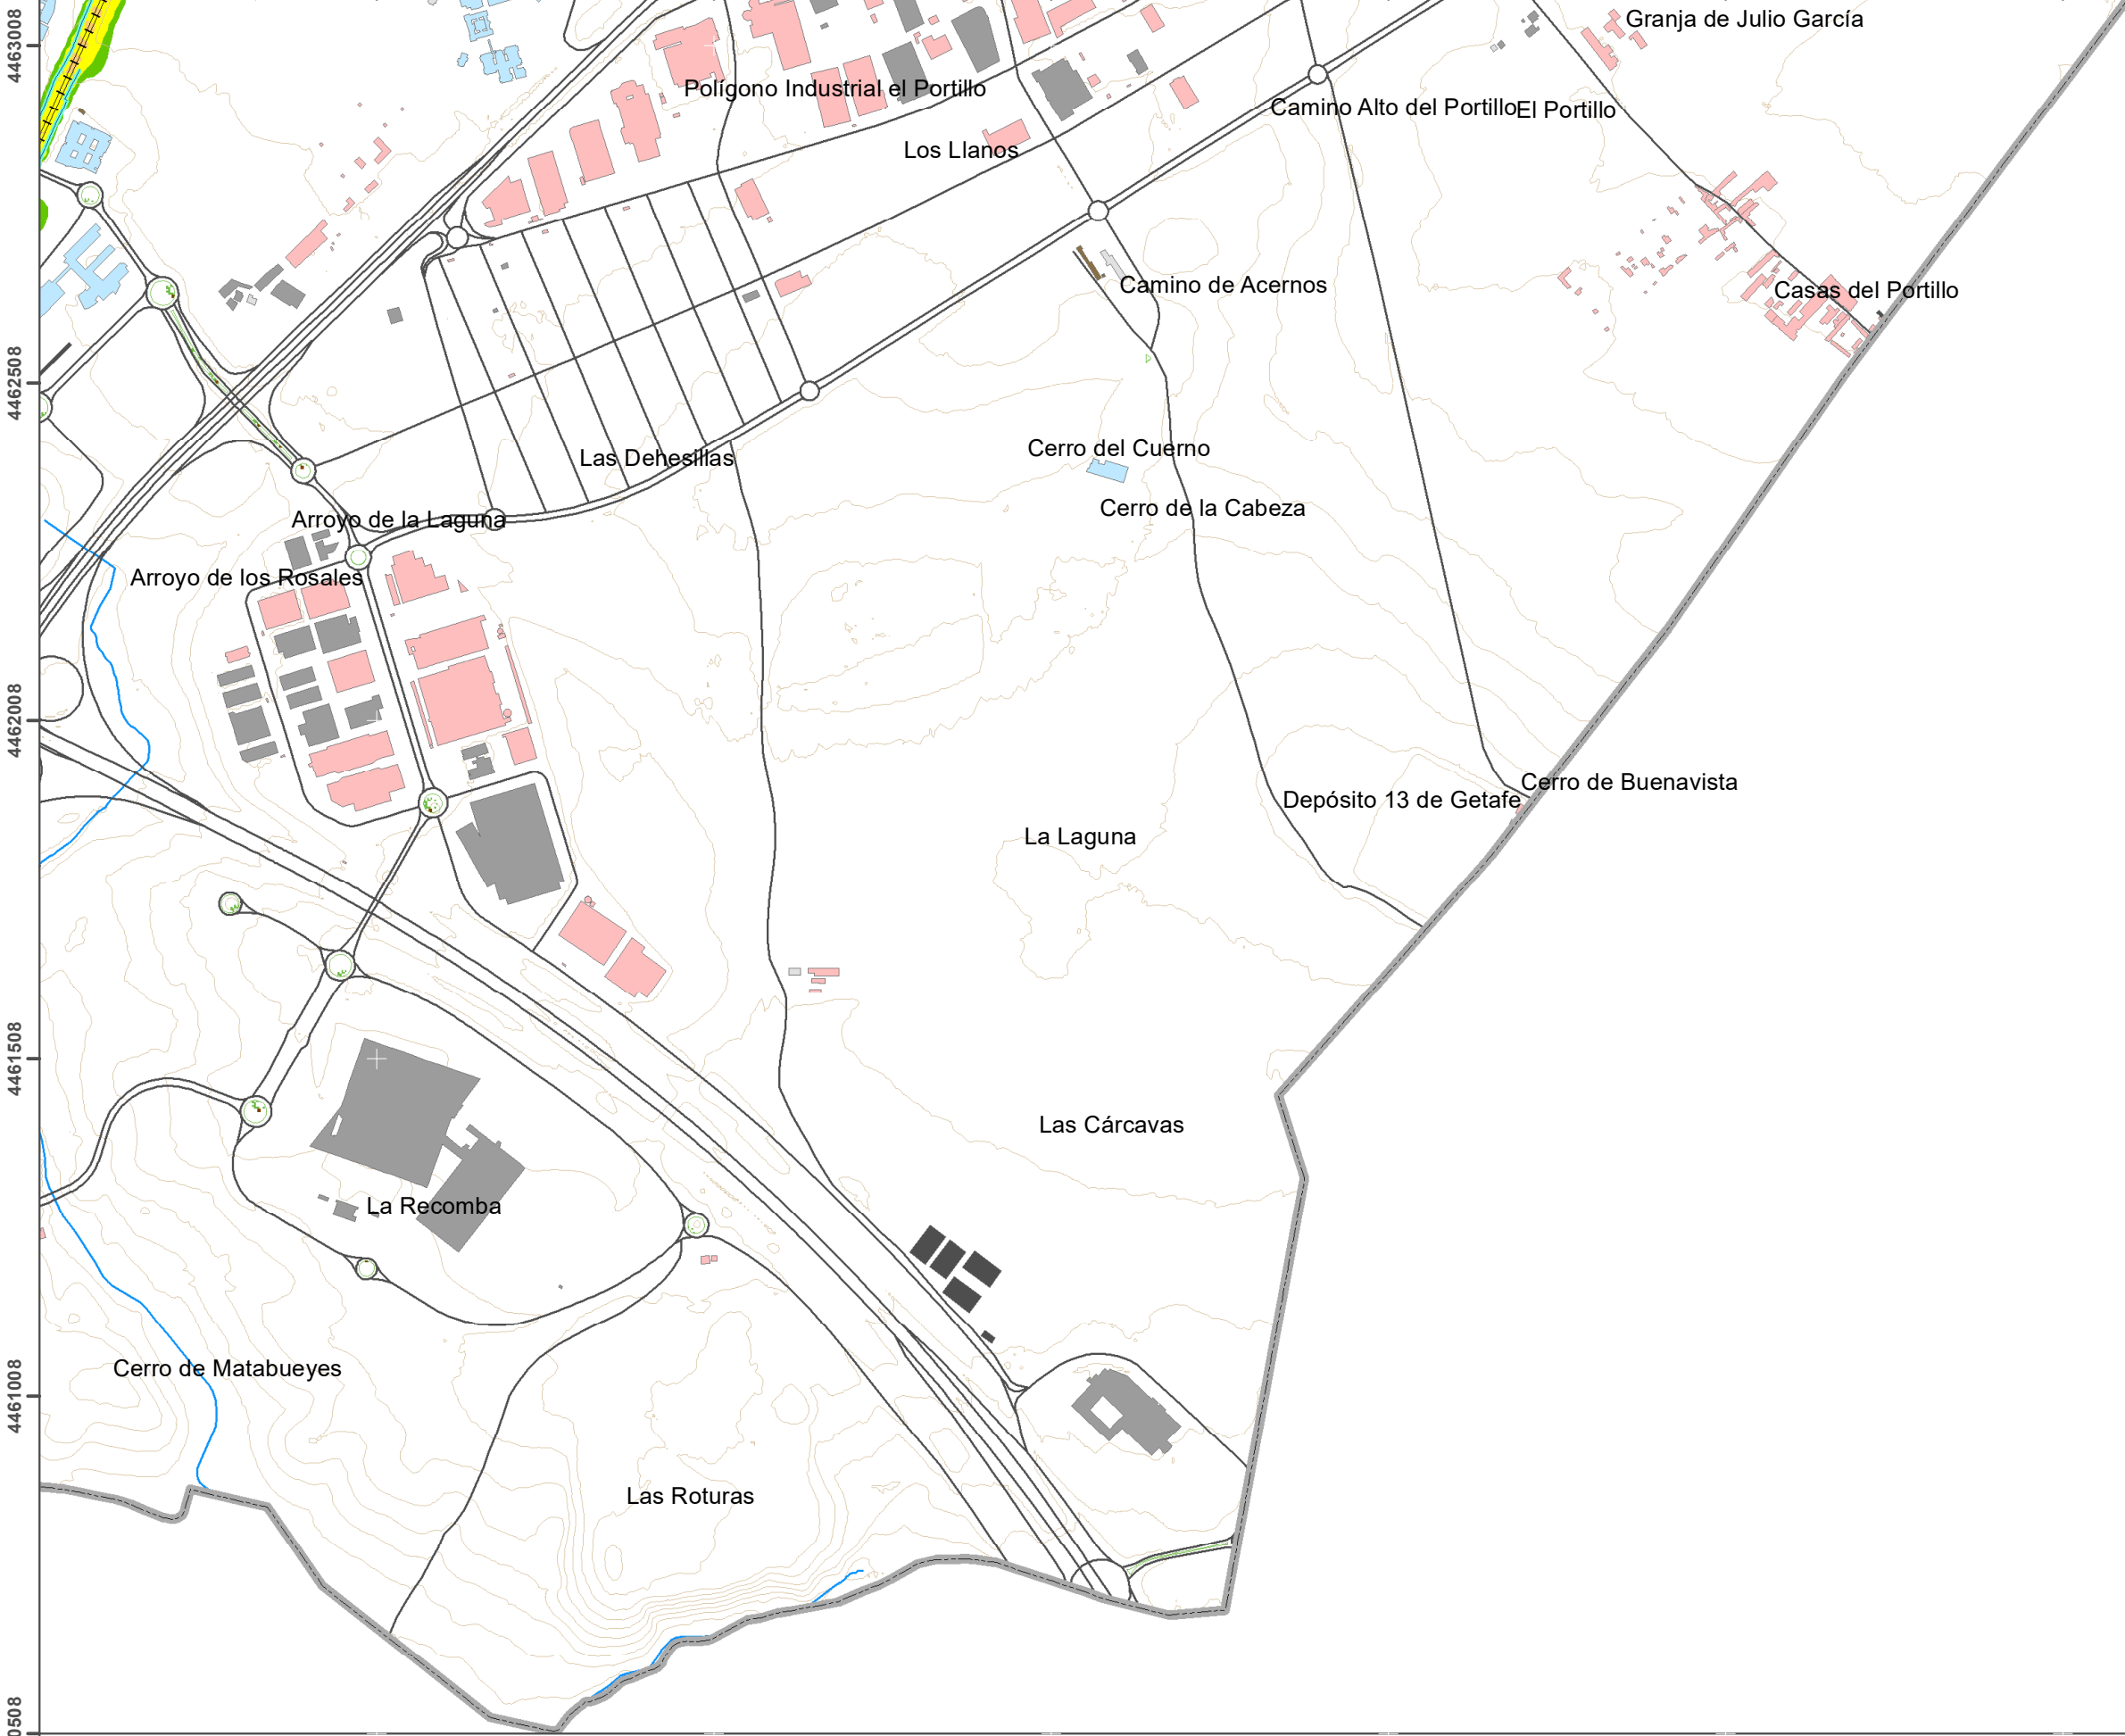 4463008
Granja de Julio García
Polígono Industrial el Portillo
Camino Alto del Portillo
El Portillo
Los Llanos
Camino de Acernos
Casas del Portillo
4462508
Cerro del Cuerno
Las Dehesillas
Cerro de la Cabeza
Arroyo de la Laguna
Arroyo de los Rosales
4462008
Cerro de Buenavista
Depósito 13 de Getafe
La Laguna
4461508
Las Cárcavas
La Recomba
Cerro de Matabueyes
4461008
Las Roturas
0508